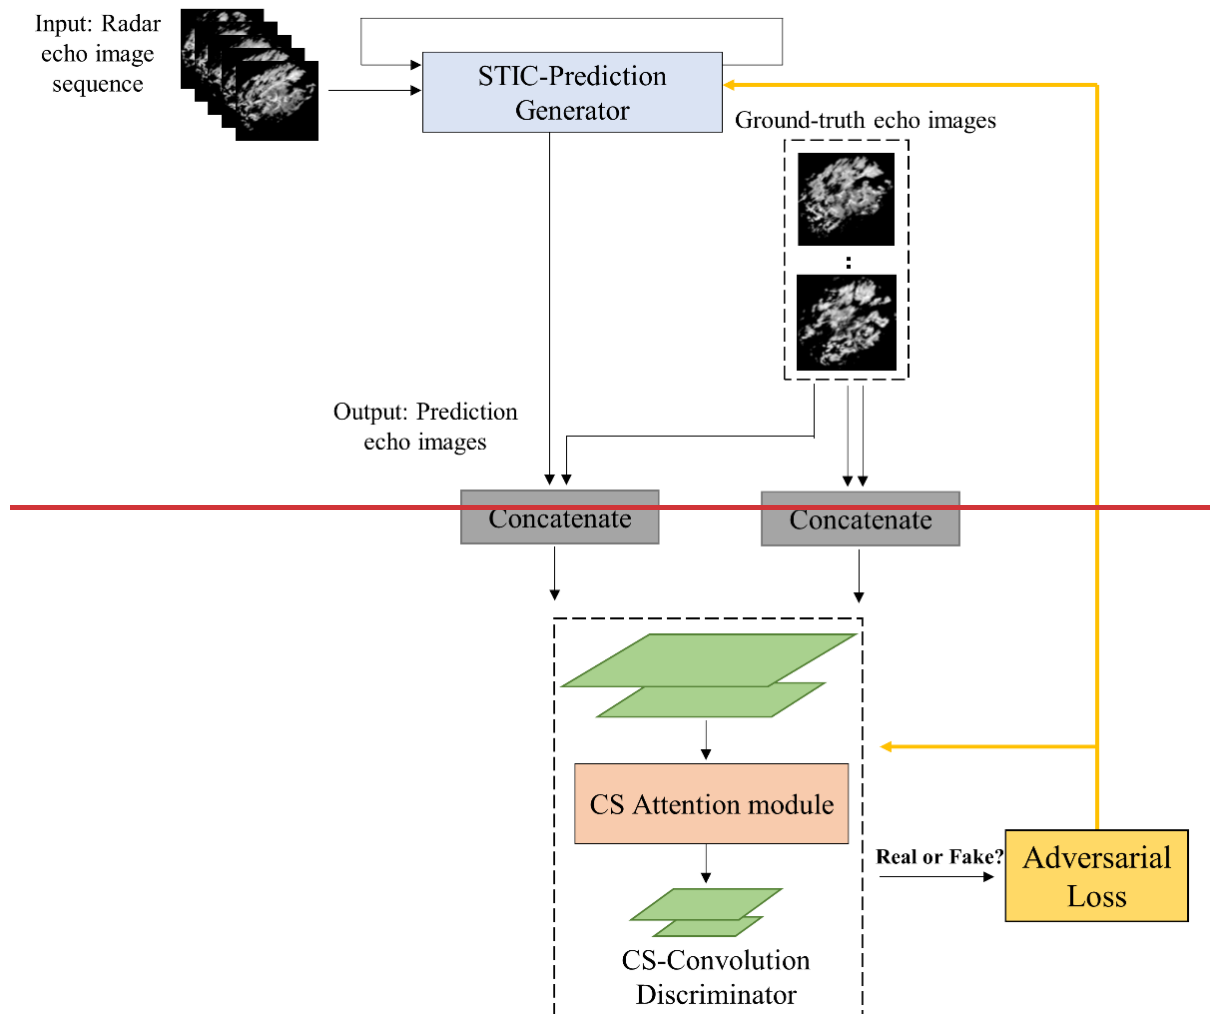 Input: Radar
echo image
sequence
STIC-Prediction
Generator
Ground-truth echo images
:
Output: Prediction
echo images
Concatenate
Concatenate
CS Attention module
Real or Fake?
Adversarial
Loss
CS-Convolution
Discriminator